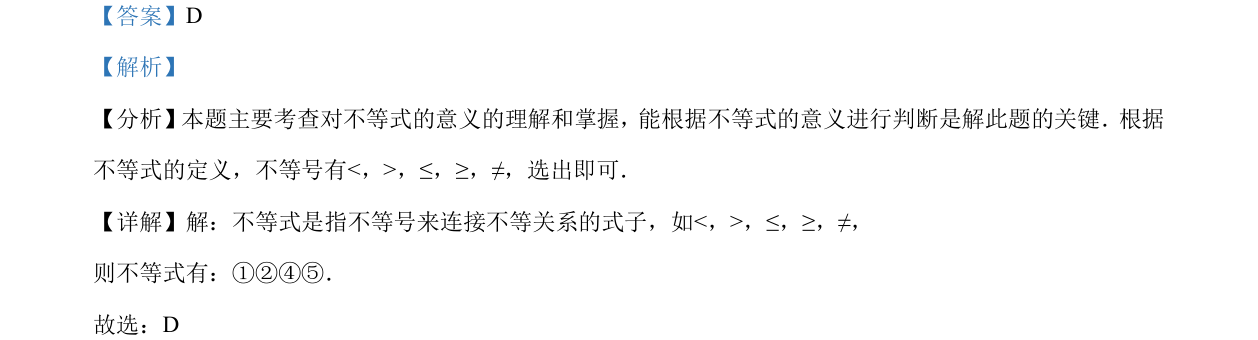 【答案】D
【解析】
【分析】本题主要考查对不等式的意义的理解和掌握，能根据不等式的意义进行判断是解此题的关键．根据
不等式的定义，不等号有<，>，≤，≥，≠，选出即可．
【详解】解：不等式是指不等号来连接不等关系的式子，如<，>，≤，≥，≠，
则不等式有：①②④⑤．
故选：D